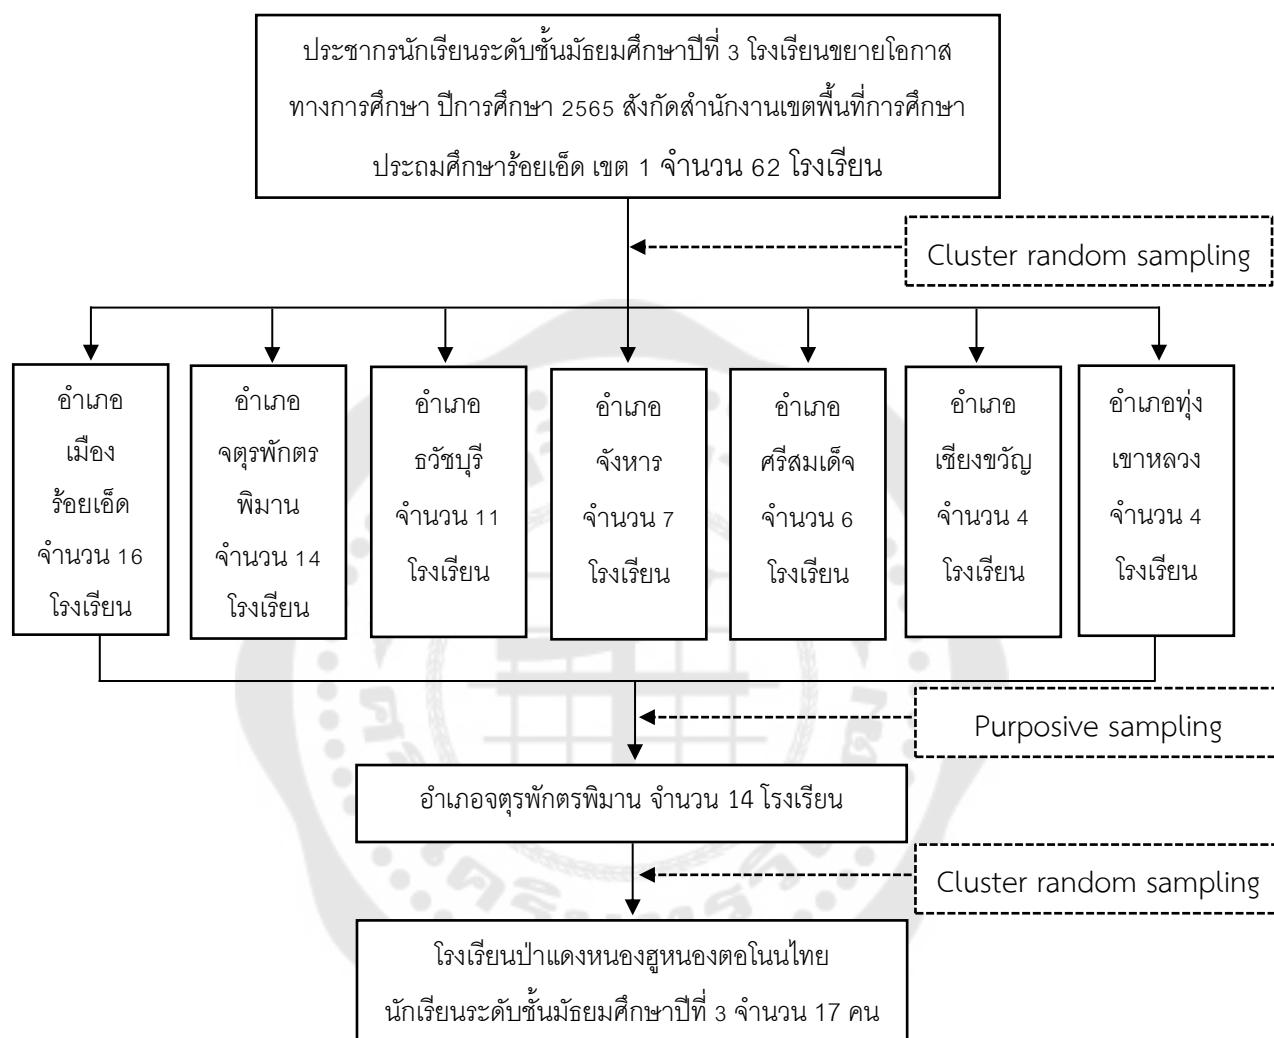 ประชากรนักเรียนระดับชั้นมัธยมศึกษาปีที่ 3 โรงเรียนขยายโอกาส
ทางการศึกษา ปีการศึกษา 2565 สังกัดสำนักงานเขตพื้นที่การศึกษา
ประถมศึกษาร้อยเอ็ด เขต 1 จำนวน 62 โรงเรียน
Cluster random sampling
อำเภอ
เมือง
ร้อยเอ็ด
จำนวน 16
โรงเรียน
อำเภอ
จตุรพักตร
พิมาน
จำนวน 14
โรงเรียน
อำเภอ
ธวัชบุรี
จำนวน 11
โรงเรียน
อำเภอ
จังหาร
จำนวน 7
โรงเรียน
อำเภอ
ศรีสมเด็จ
จำนวน 6
โรงเรียน
อำเภอ
เชียงขวัญ
จำนวน 4
โรงเรียน
อำเภอทุ่ง
เขาหลวง
จำนวน 4
โรงเรียน
Purposive sampling
อำเภอจตุรพักตรพิมาน จำนวน 14 โรงเรียน
Cluster random sampling
โรงเรียนป่าแดงหนองฮูหนองตอโนนไทย
นักเรียนระดับชั้นมัธยมศึกษาปีที่ 3 จำนวน 17 คน